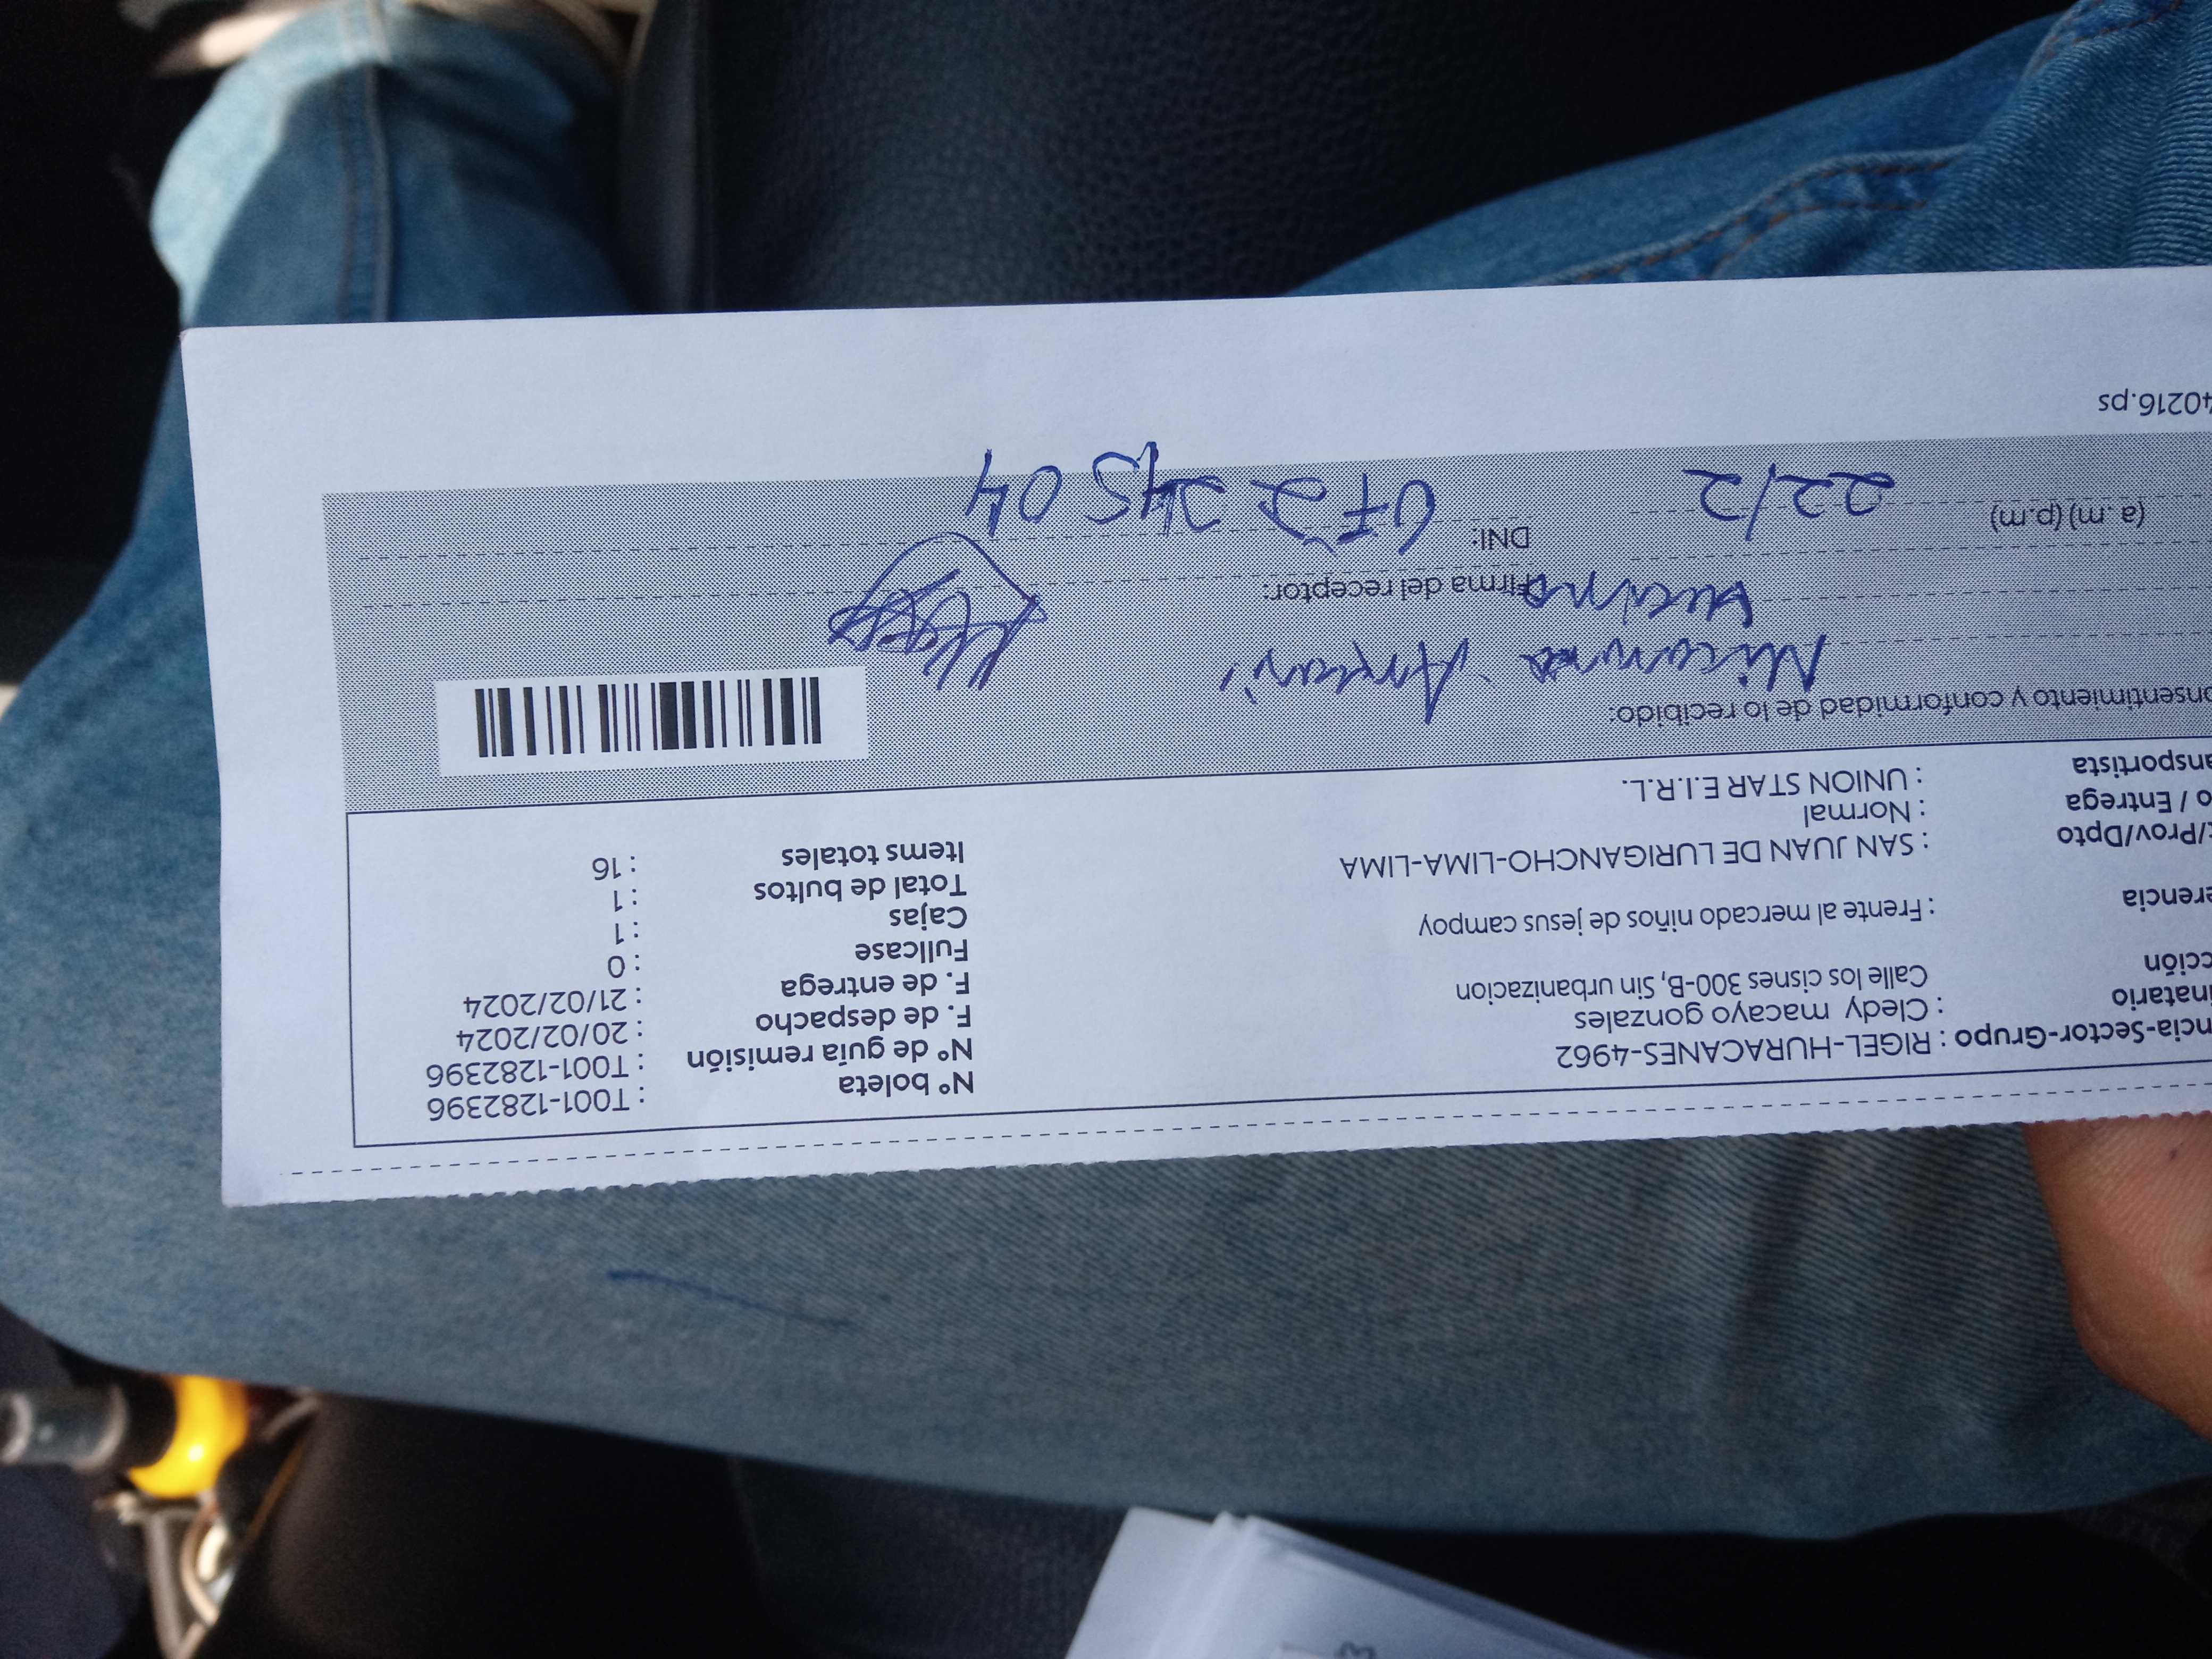 Nº boleta : T001-1282396
ncia-Sector-Grupo : RIGEL-HURACANES-4962 Nº de guía remisión : T001-1282396
inatario : Cledy macayo gonzales F. de despacho : 20/02/2024
cción Calle los cisnes 300-B, Sin urbanizacion F. de entrega : 21/02/2024
Fullcase : 0
erencia : Frente al mercado niños de jesus campoy Cajas : 1
Total de bultos : 1
t/Prov/Dpto : SAN JUAN DE LURIGANCHO-LIMA-LIMA Items totales : 16
o / Entrega : Normal
ansportista : UNION STAR E.I.R.L.
onsentimiento y conformidad de lo recibido:
Firma del receptor:
(a. m) (p.m) 22/2 DNI:
40216.ps